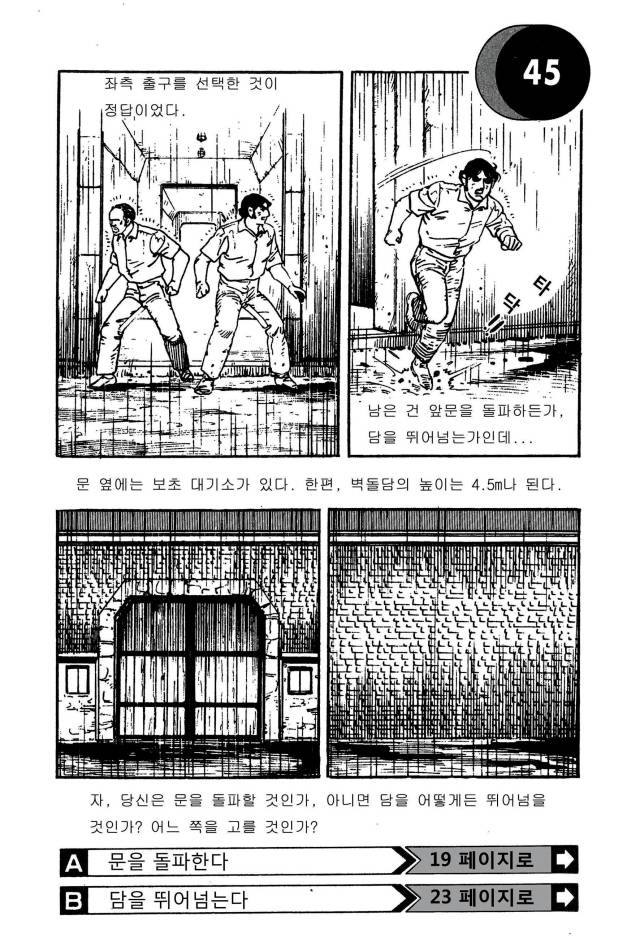 45
좌측 출구를 선택한 것이
정답이었다.
타
닥
남은 건 앞문을 돌파하든가,
담을 뛰어넘는가인데...
문 옆에는 보초 대기소가 있다. 한편, 벽돌담의 높이는 4.5m나 된다.
자, 당신은 문을 돌파할 것인가, 아니면 담을 어떻게든 뛰어넘을
것인가? 어느 쪽을 고를 것인가?
A 문을 돌파한다 19 페이지로
B 담을 뛰어넘는다 23 페이지로